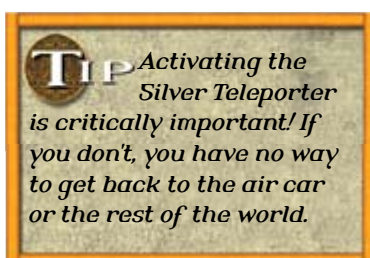 TIP Activating the
Silver Teleporter
is critically important! If
you don't, you have no way
to get back to the air car
or the rest of the world.